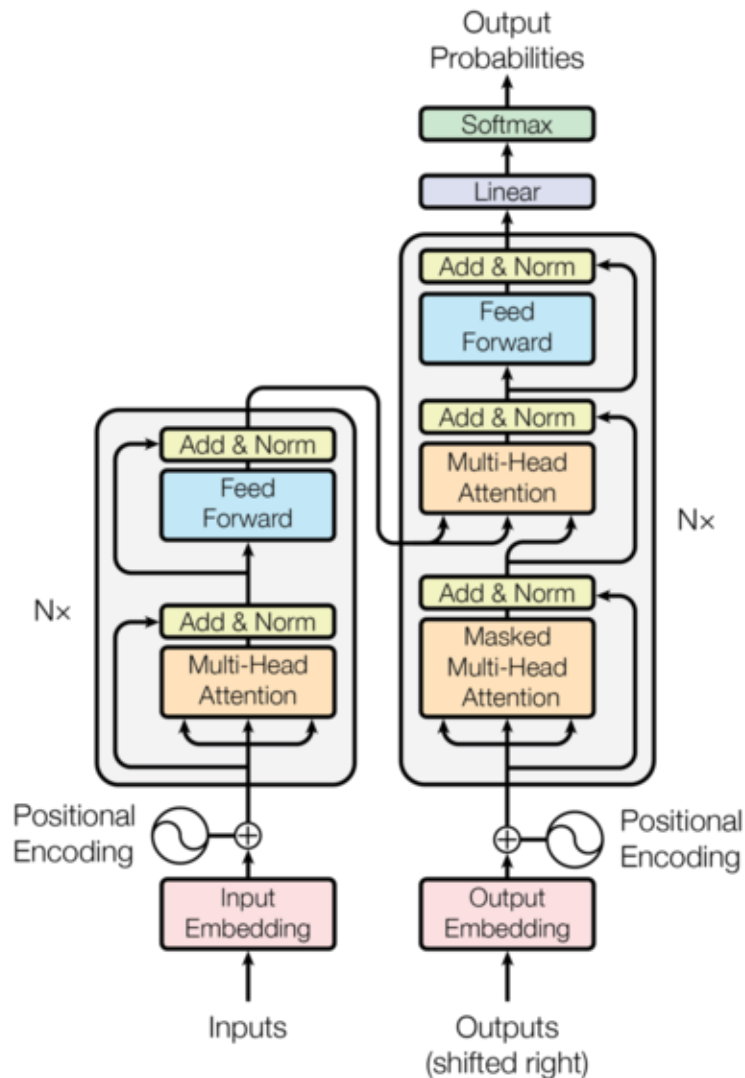 Output
Probabilities
Softmax
Linear
Add & Norm
Feed
Forward
Add & Norm
Multi-Head
Attention
Nx
Add & Norm
Masked
Multi-Head
Attention
Add & Norm
Feed
Forward
Nx
Add & Norm
Multi-Head
Attention
Positional
Encoding
Positional
Encoding
Input
Embedding
Output
Embedding
Inputs
Outputs
(shifted right)